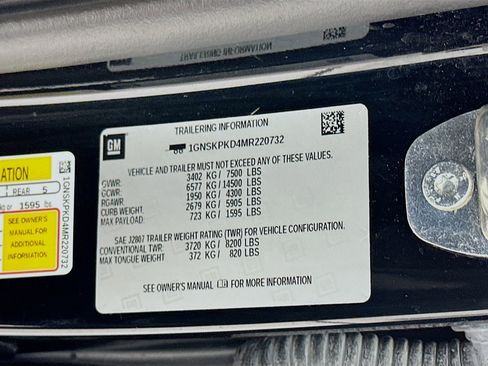 TRAILERING INFORMATION
GM
1GNSKPKD4MR220732
VEHICLE AND TRAILER MUST NOT EXCEED ANY OF THESE VALUES.
GVWR: 3402 KG / 7500 LBS
GCWR: 6577 KG / 14500 LBS
RGAWR: 1950 KG / 4300 LBS
CURB WEIGHT: 2679 KG / 5905 LBS
MAX PAYLOAD: 723 KG / 1595 LBS
SAE J2807 TRAILER WEIGHT RATING (TWR) FOR VEHICLE CONFIGURATION.
CONVENTIONAL TWR: 3720 KG / 8200 LBS
MAX TONGUE WEIGHT 372 KG / 820 LBS
SEE OWNER'S MANUAL FOR MORE INFORMATION
ATION
REAR 5
or 1595 lbs
SEE OWNER'S
MANUAL FOR
ADDITIONAL
INFORMATION
1GNSKPKD4MR220732